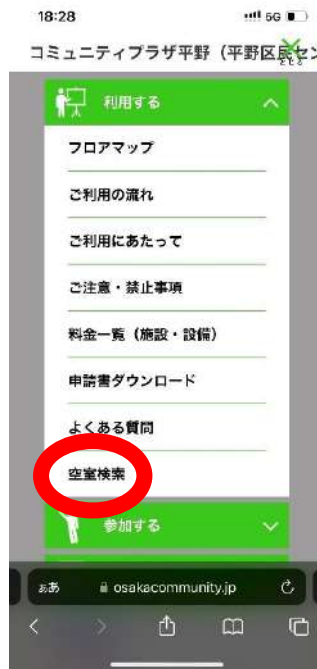 18:28
5G
コミュニティプラザ平野（平野区民セン
とじる
利用する
フロアマップ
ご利用の流れ
ご利用にあたって
ご注意・禁止事項
料金一覧（施設・設備）
申請書ダウンロード
よくある質問
空室検索
参加する
ぁあ
osakacommunity.jp